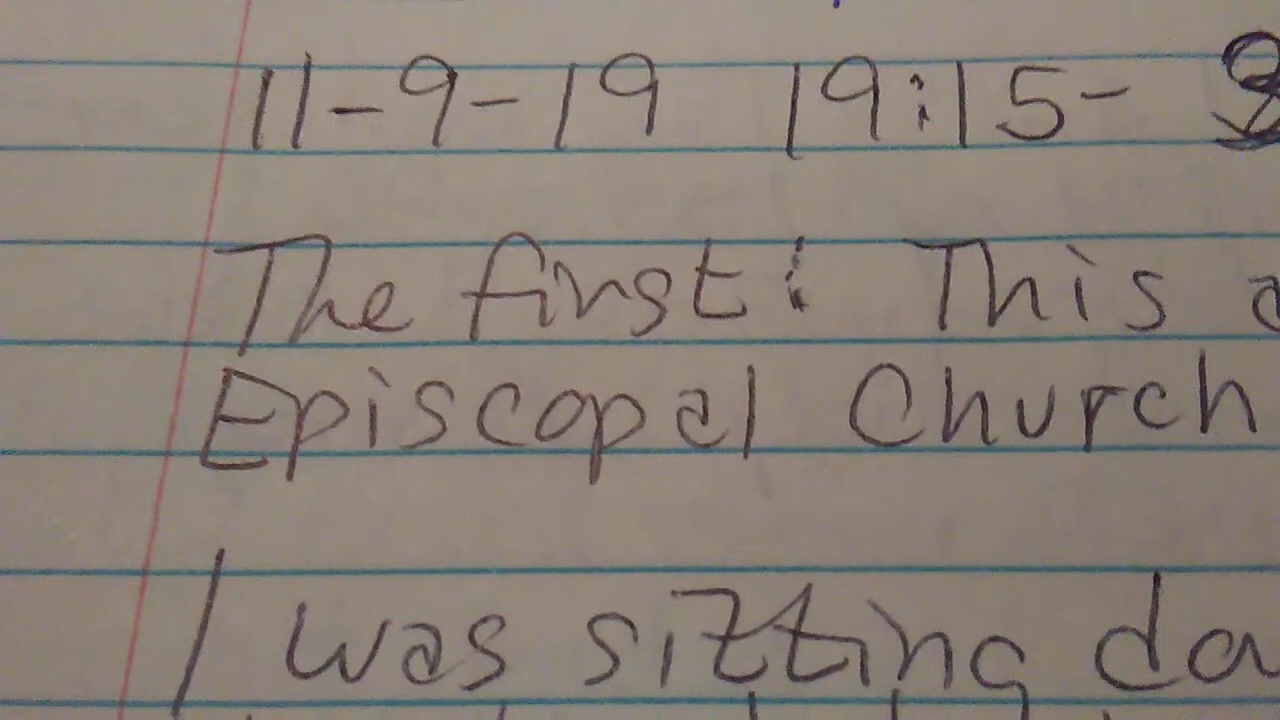 11-9-19 19:15-
The first: This
Episcopal Church
I was sitting